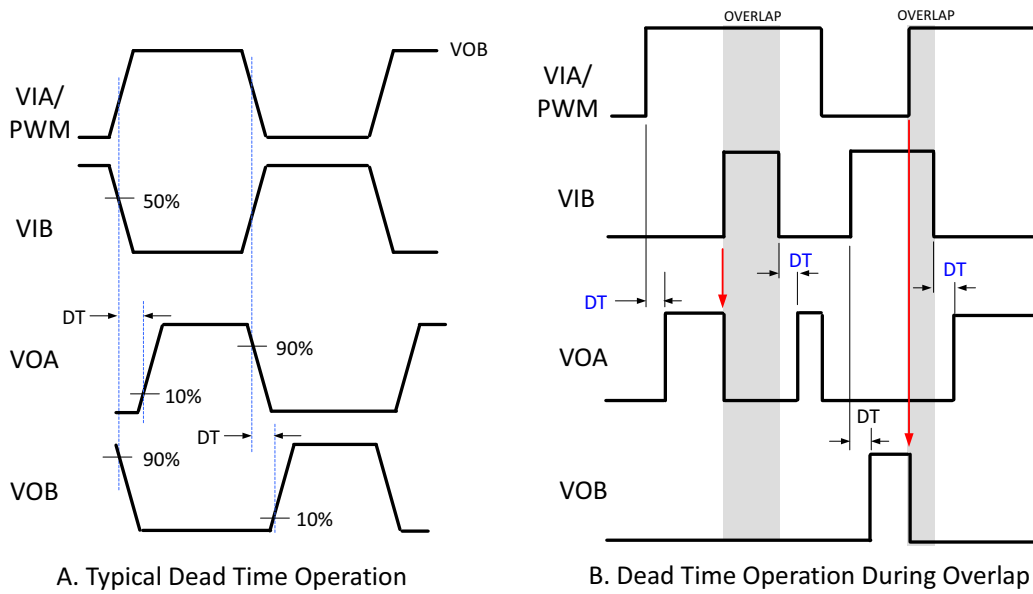 VOB
VIA/
PWM
VIB
50%
DT
VOA
90%
10%
DT
90%
VOB
10%
A. Typical Dead Time Operation
OVERLAP
OVERLAP
VIA/
PWM
VIB
DT
DT
DT
VOA
DT
VOB
B. Dead Time Operation During Overlap